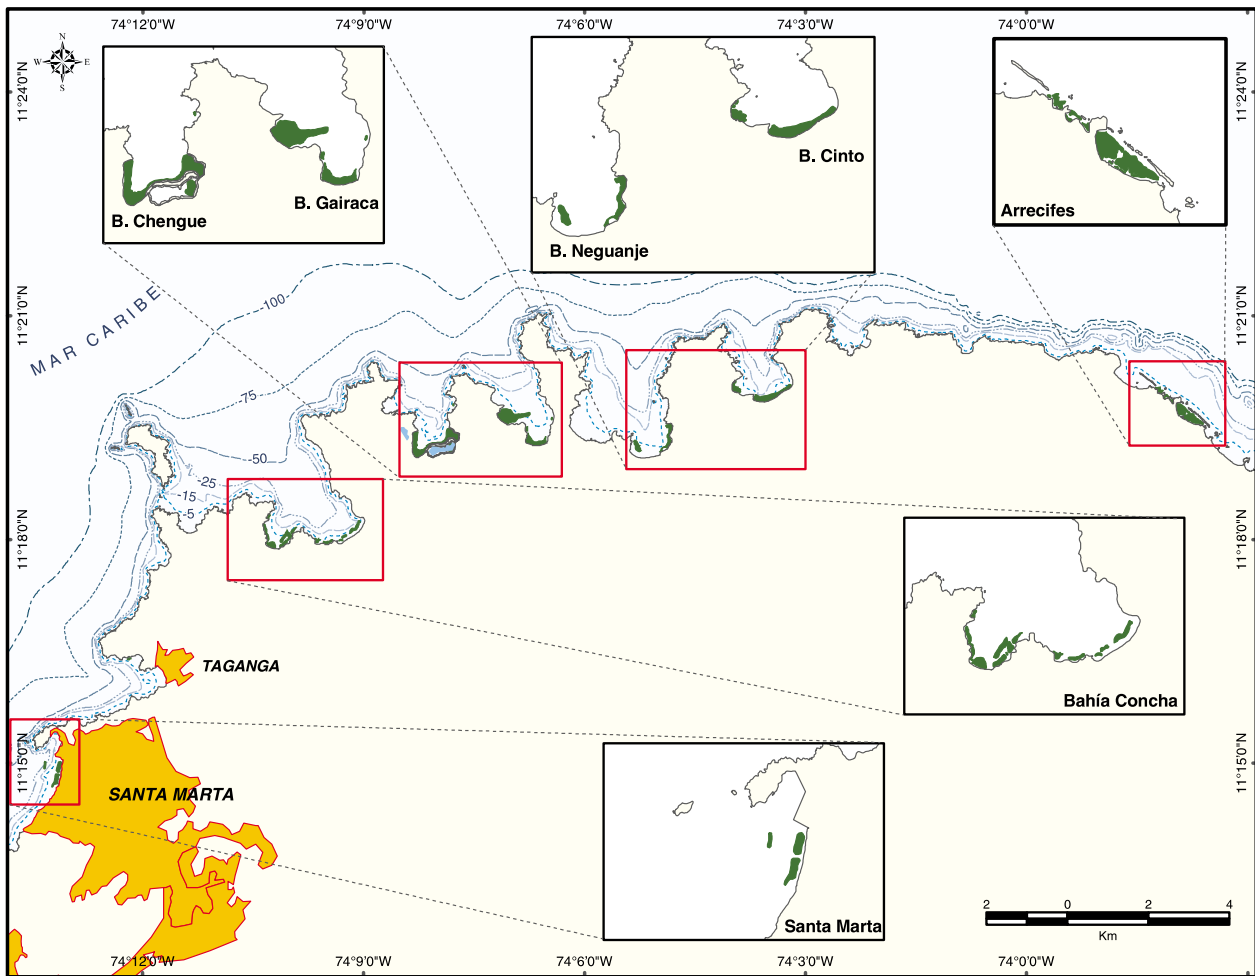 74°12'0"W
74°9'0"W
74°6'0"W
74°3'0"W
74°0'0"W
N
W
E
S
11°24'0"N
11°24'0"N
B. Chengue
B. Gairaca
B. Cinto
B. Neguanje
Arrecifes
MAR CARIBE
-100
11°21'0"N
11°21'0"N
-75
-50
-25
-15
-5
11°18'0"N
11°18'0"N
TAGANGA
Bahía Concha
11°15'0"N
11°15'0"N
SANTA MARTA
Santa Marta
2
0
2
4
Km
74°12'0"W
74°9'0"W
74°6'0"W
74°3'0"W
74°0'0"W